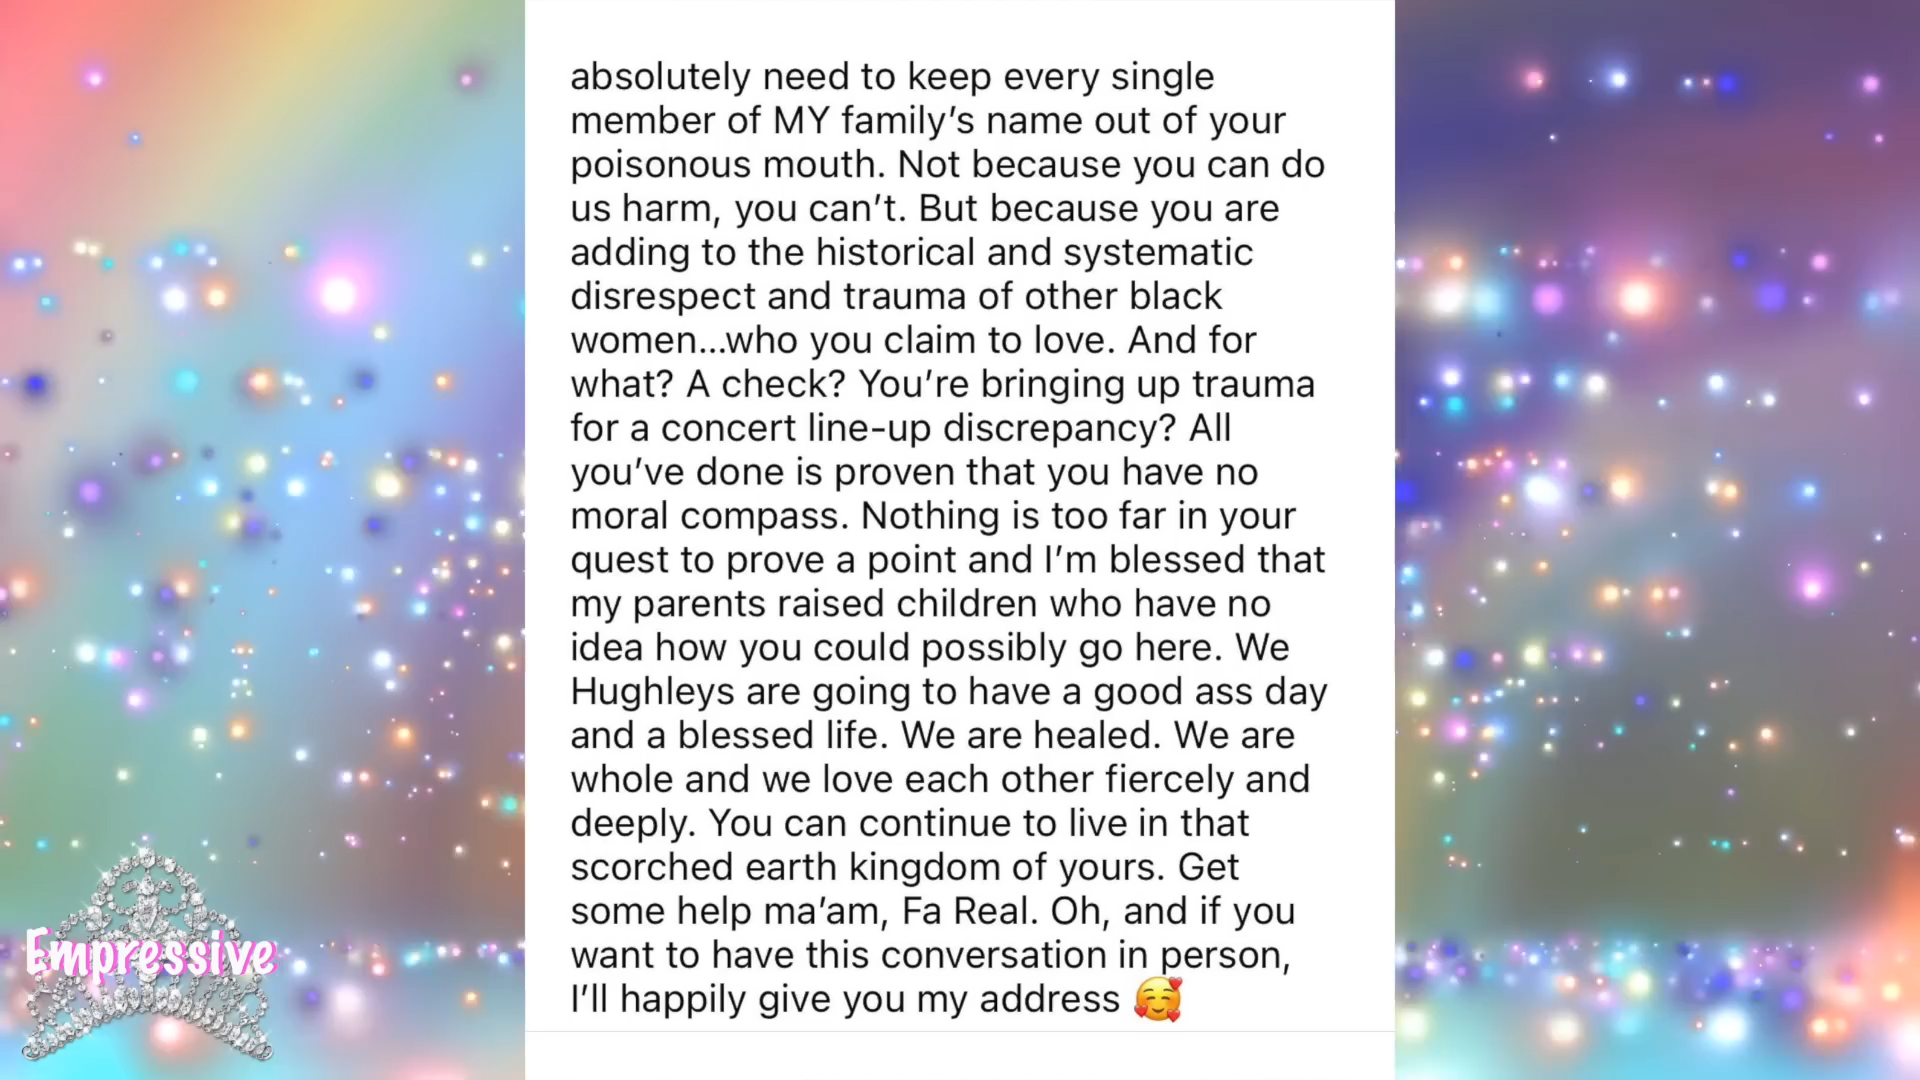 absolutely need to keep every single
member of MY family’s name out of your
poisonous mouth. Not because you can do
us harm, you can’t. But because you are
adding to the historical and systematic
disrespect and trauma of other black
women...who you claim to love. And for
what? A check? You’re bringing up trauma
for a concert line-up discrepancy? All
you’ve done is proven that you have no
moral compass. Nothing is too far in your
quest to prove a point and I’m blessed that
my parents raised children who have no
idea how you could possibly go here. We
Hughleys are going to have a good ass day
and a blessed life. We are healed. We are
whole and we love each other fiercely and
deeply. You can continue to live in that
scorched earth kingdom of yours. Get
some help ma’am, Fa Real. Oh, and if you
want to have this conversation in person,
I’ll happily give you my address 🥰
Empressive